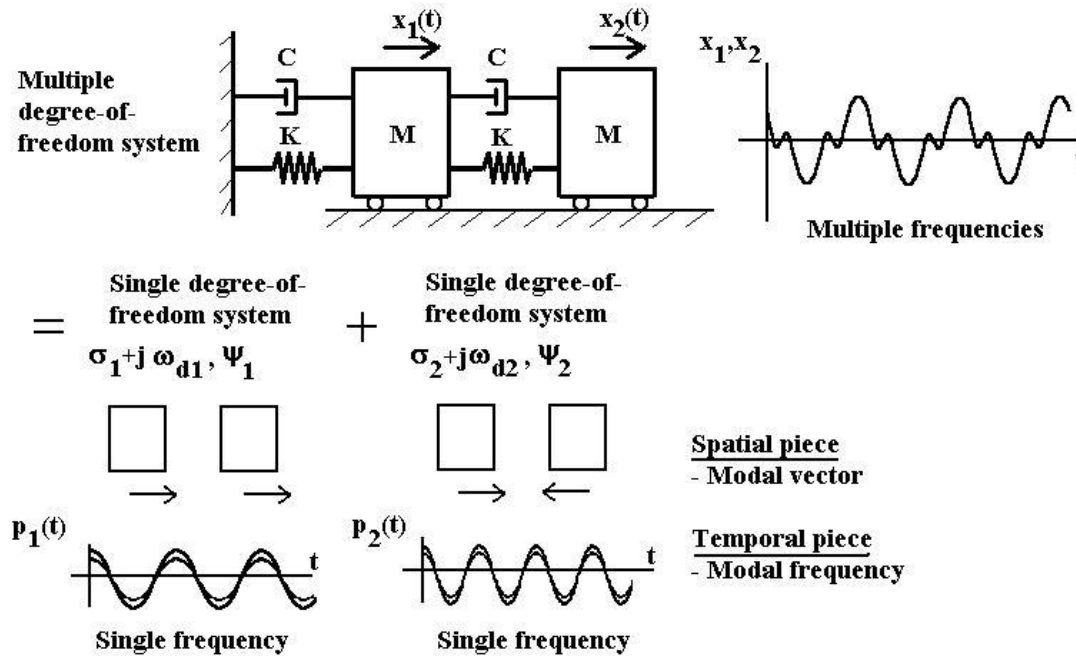 x1(t)
x2(t)
x1,x2
Multiple
degree-of-
freedom system
C
C
K
K
M
M
Multiple frequencies
=
Single degree-of-
freedom system
σ1+j ωd1, Ψ1
+
Single degree-of-
freedom system
σ2+jωd2, Ψ2
Spatial piece
- Modal vector
p1(t)
t
p2(t)
t
Temporal piece
- Modal frequency
Single frequency
Single frequency